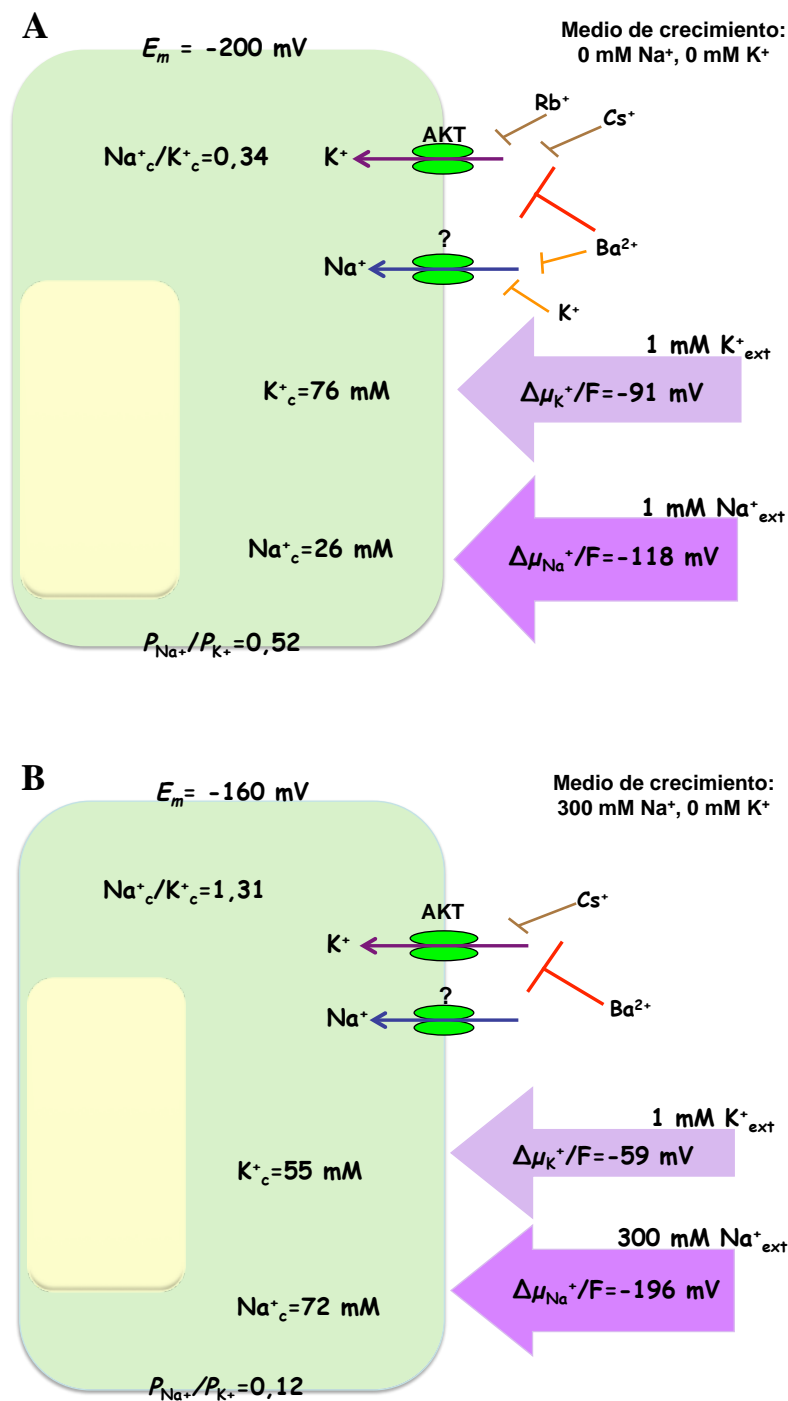 A
Medio de crecimiento:
0 mM Na⁺, 0 mM K⁺
Eₘ = -200 mV
Rb⁺
Cs⁺
AKT
Na⁺c/K⁺c=0,34
K⁺
?
Ba²⁺
Na⁺
K⁺
1 mM K⁺ext
K⁺c=76 mM
ΔμK⁺/F=-91 mV
1 mM Na⁺ext
Na⁺c=26 mM
ΔμNa⁺/F=-118 mV
PNa+/PK+=0,52
B
Medio de crecimiento:
300 mM Na⁺, 0 mM K⁺
Eₘ= -160 mV
Na⁺c/K⁺c=1,31
Cs⁺
AKT
K⁺
?
Na⁺
Ba²⁺
1 mM K⁺ext
K⁺c=55 mM
ΔμK⁺/F=-59 mV
300 mM Na⁺ext
Na⁺c=72 mM
ΔμNa⁺/F=-196 mV
PNa+/PK+=0,12